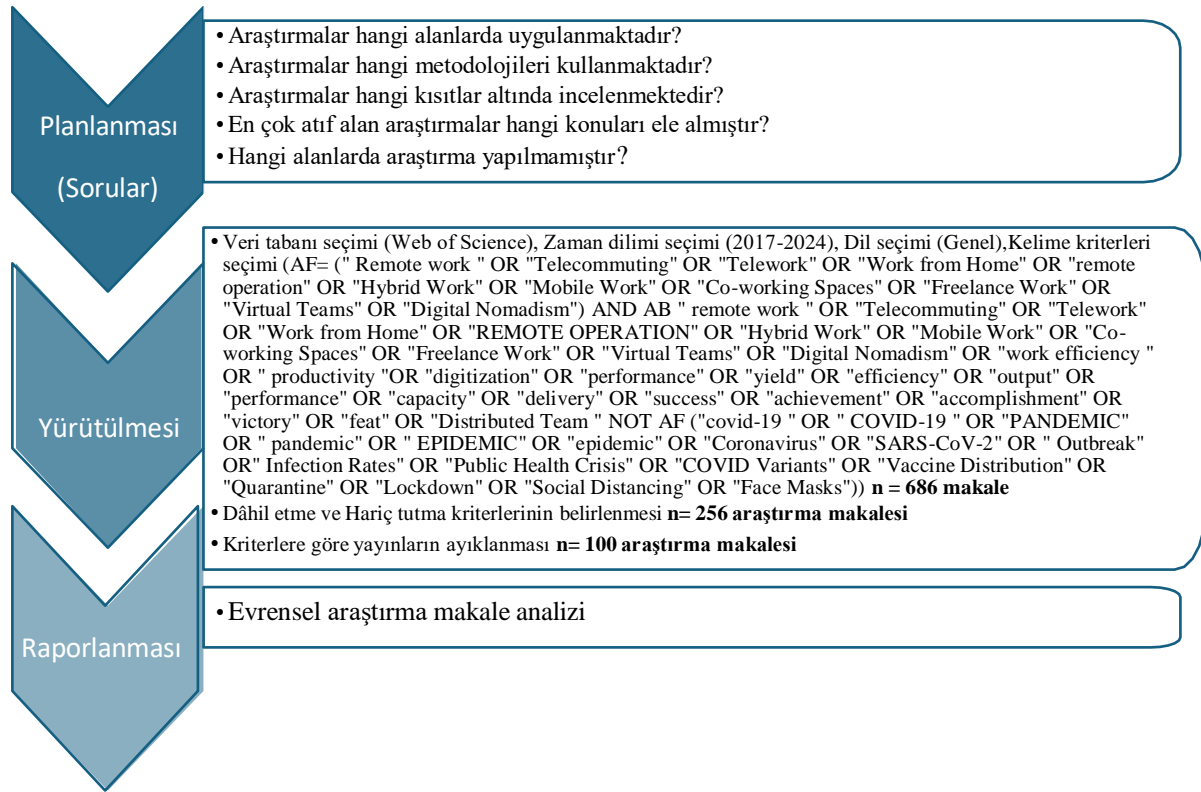 Planlanması
(Sorular)
• Araştırmalar hangi alanlarda uygulanmaktadır?
• Araştırmalar hangi metodolojileri kullanmaktadır?
• Araştırmalar hangi kısıtlar altında incelenmektedir?
• En çok atıf alan araştırmalar hangi konuları ele almıştır?
• Hangi alanlarda araştırma yapılmamıştır?
Yürütülmesi
• Veri tabanı seçimi (Web of Science), Zaman dilimi seçimi (2017-2024), Dil seçimi (Genel),Kelime kriterleri
seçimi (AF= (" Remote work " OR "Telecommuting" OR "Telework" OR "Work from Home" OR "remote
operation" OR "Hybrid Work" OR "Mobile Work" OR "Co-working Spaces" OR "Freelance Work" OR
"Virtual Teams" OR "Digital Nomadism") AND AB " remote work " OR "Telecommuting" OR "Telework"
OR "Work from Home" OR "REMOTE OPERATION" OR "Hybrid Work" OR "Mobile Work" OR "Co-
working Spaces" OR "Freelance Work" OR "Virtual Teams" OR "Digital Nomadism" OR "work efficiency "
OR " productivity "OR "digitization" OR "performance" OR "yield" OR "efficiency" OR "output" OR
"performance" OR "capacity" OR "delivery" OR "success" OR "achievement" OR "accomplishment" OR
"victory" OR "feat" OR "Distributed Team " NOT AF ("covid-19 " OR " COVID-19 " OR "PANDEMIC"
OR " pandemic" OR " EPIDEMIC" OR "epidemic" OR "Coronavirus" OR "SARS-CoV-2" OR " Outbreak"
OR" Infection Rates" OR "Public Health Crisis" OR "COVID Variants" OR "Vaccine Distribution" OR
"Quarantine" OR "Lockdown" OR "Social Distancing" OR "Face Masks")) n = 686 makale
• Dâhil etme ve Hariç tutma kriterlerinin belirlenmesi n= 256 araştırma makalesi
• Kriterlere göre yayınların ayıklanması n= 100 araştırma makalesi
Raporlanması
• Evrensel araştırma makale analizi